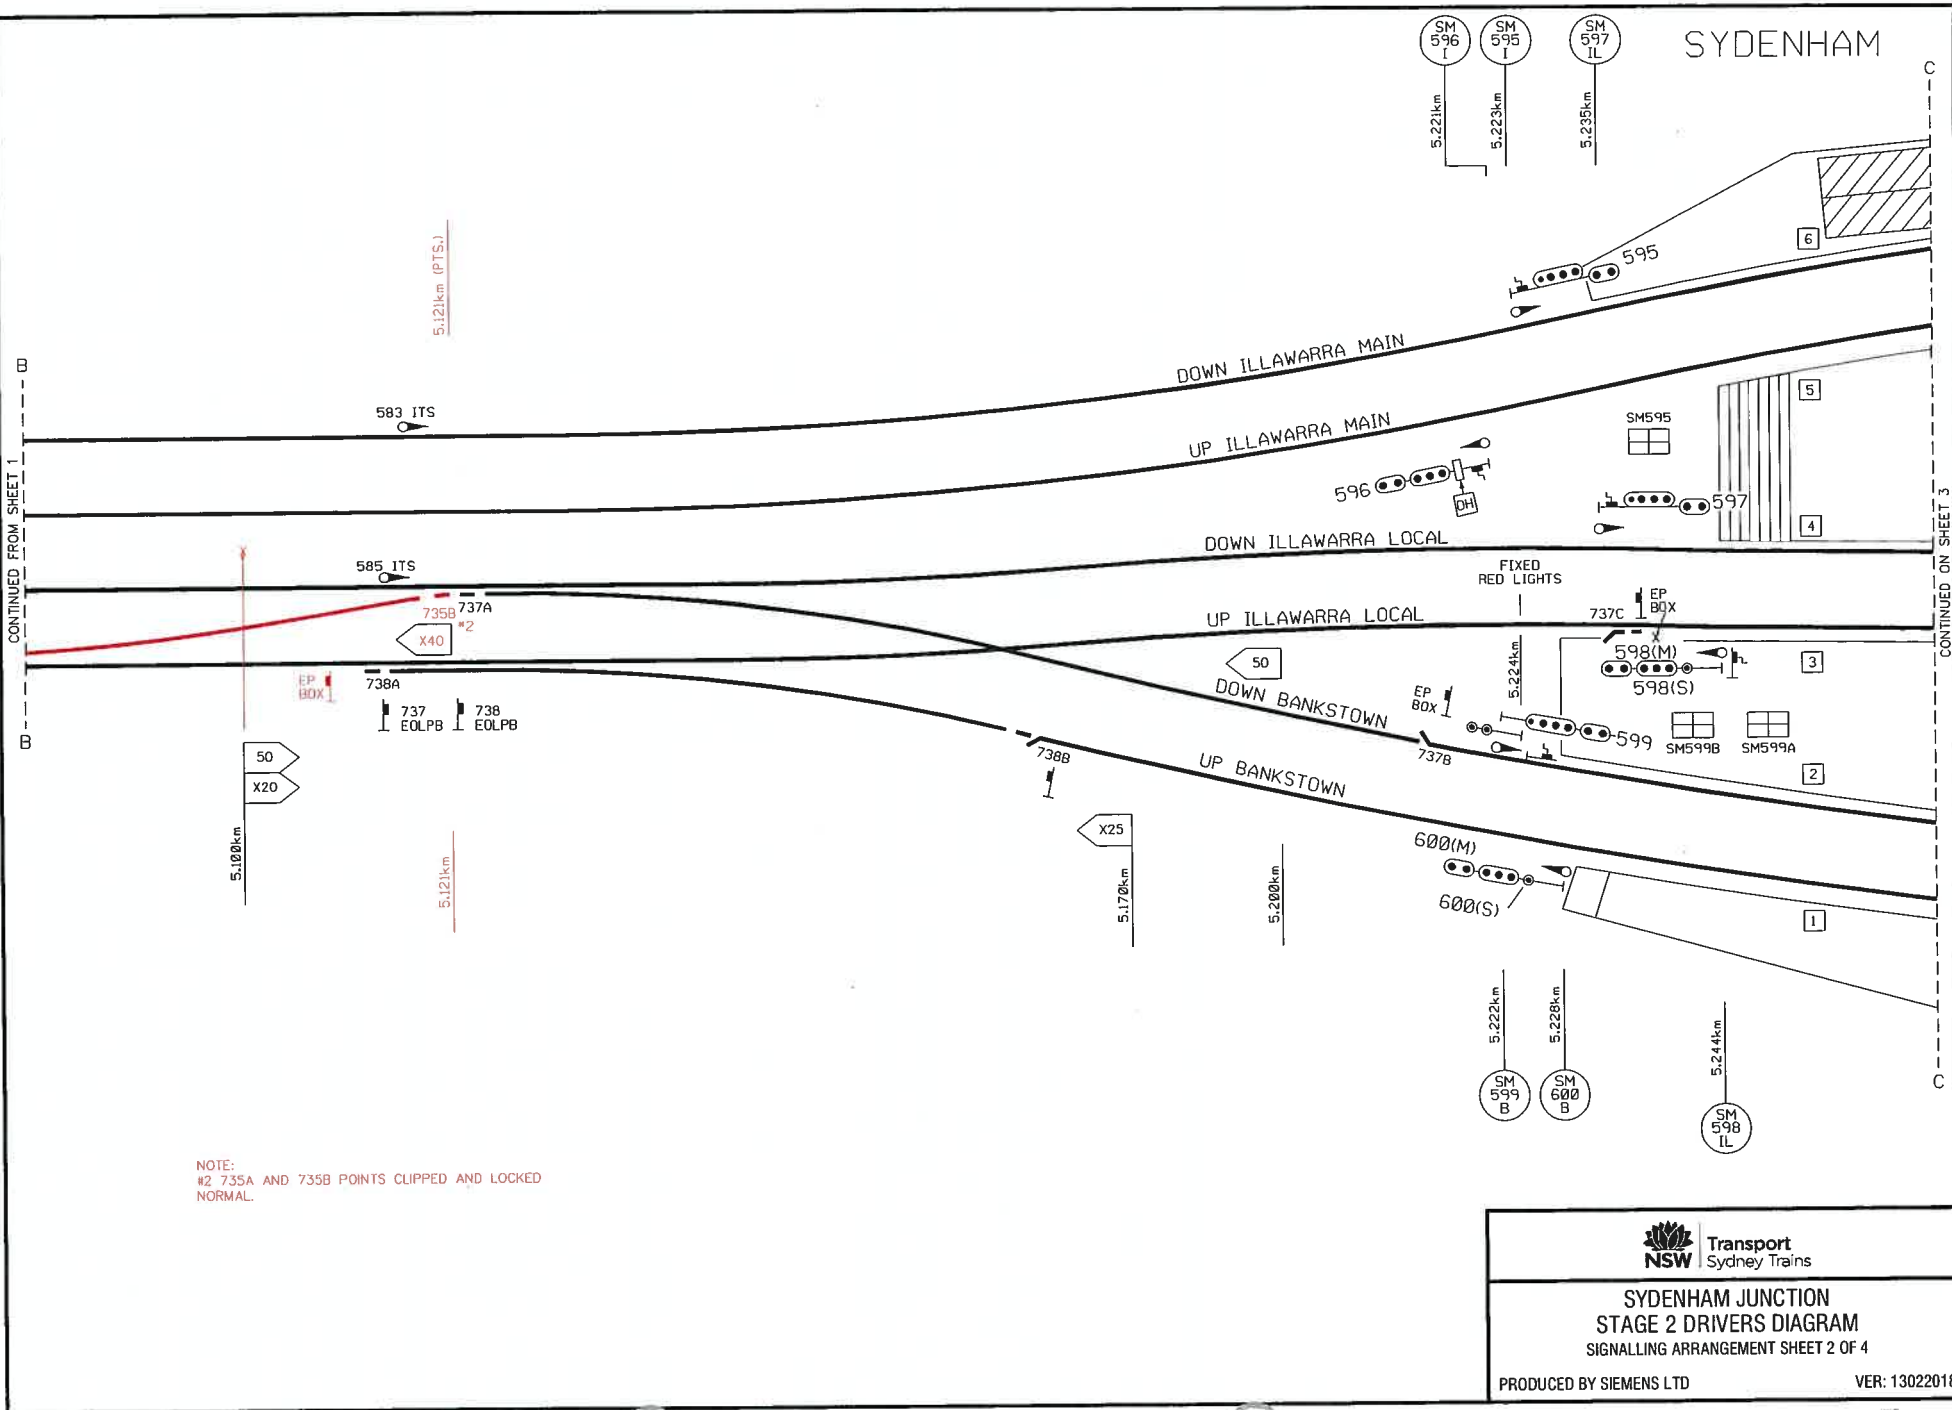 SM
596
I
SM
595
I
SM
597
IL
SYDENHAM
C
5.221km
5.223km
5.235km
5.121km (PTS.)
6
595
B
DOWN ILLAWARRA MAIN
583 ITS
5
UP ILLAWARRA MAIN
SM595
596
OH
597
4
CONTINUED FROM SHEET 1
CONTINUED ON SHEET 3
DOWN ILLAWARRA LOCAL
585 ITS
FIXED
RED LIGHTS
735B
#2
737A
X40
UP ILLAWARRA LOCAL
737C
EP
BOX
598(M)
598(S)
3
50
5.224km
EP
BOX
738A
DOWN BANKSTOWN
EP
BOX
737
EOLPB
738
EOLPB
599
SM599B
SM599A
B
50
X20
738B
737B
UP BANKSTOWN
2
X25
600(M)
600(S)
5.100km
5.121km
5.170km
5.200km
1
5.222km
5.228km
5.244km
SM
599
B
SM
600
B
SM
598
IL
C
NOTE:
#2 735A AND 735B POINTS CLIPPED AND LOCKED
NORMAL.
NSW
Transport
Sydney Trains
SYDENHAM JUNCTION
STAGE 2 DRIVERS DIAGRAM
SIGNALLING ARRANGEMENT SHEET 2 OF 4
PRODUCED BY SIEMENS LTD
VER: 13022018